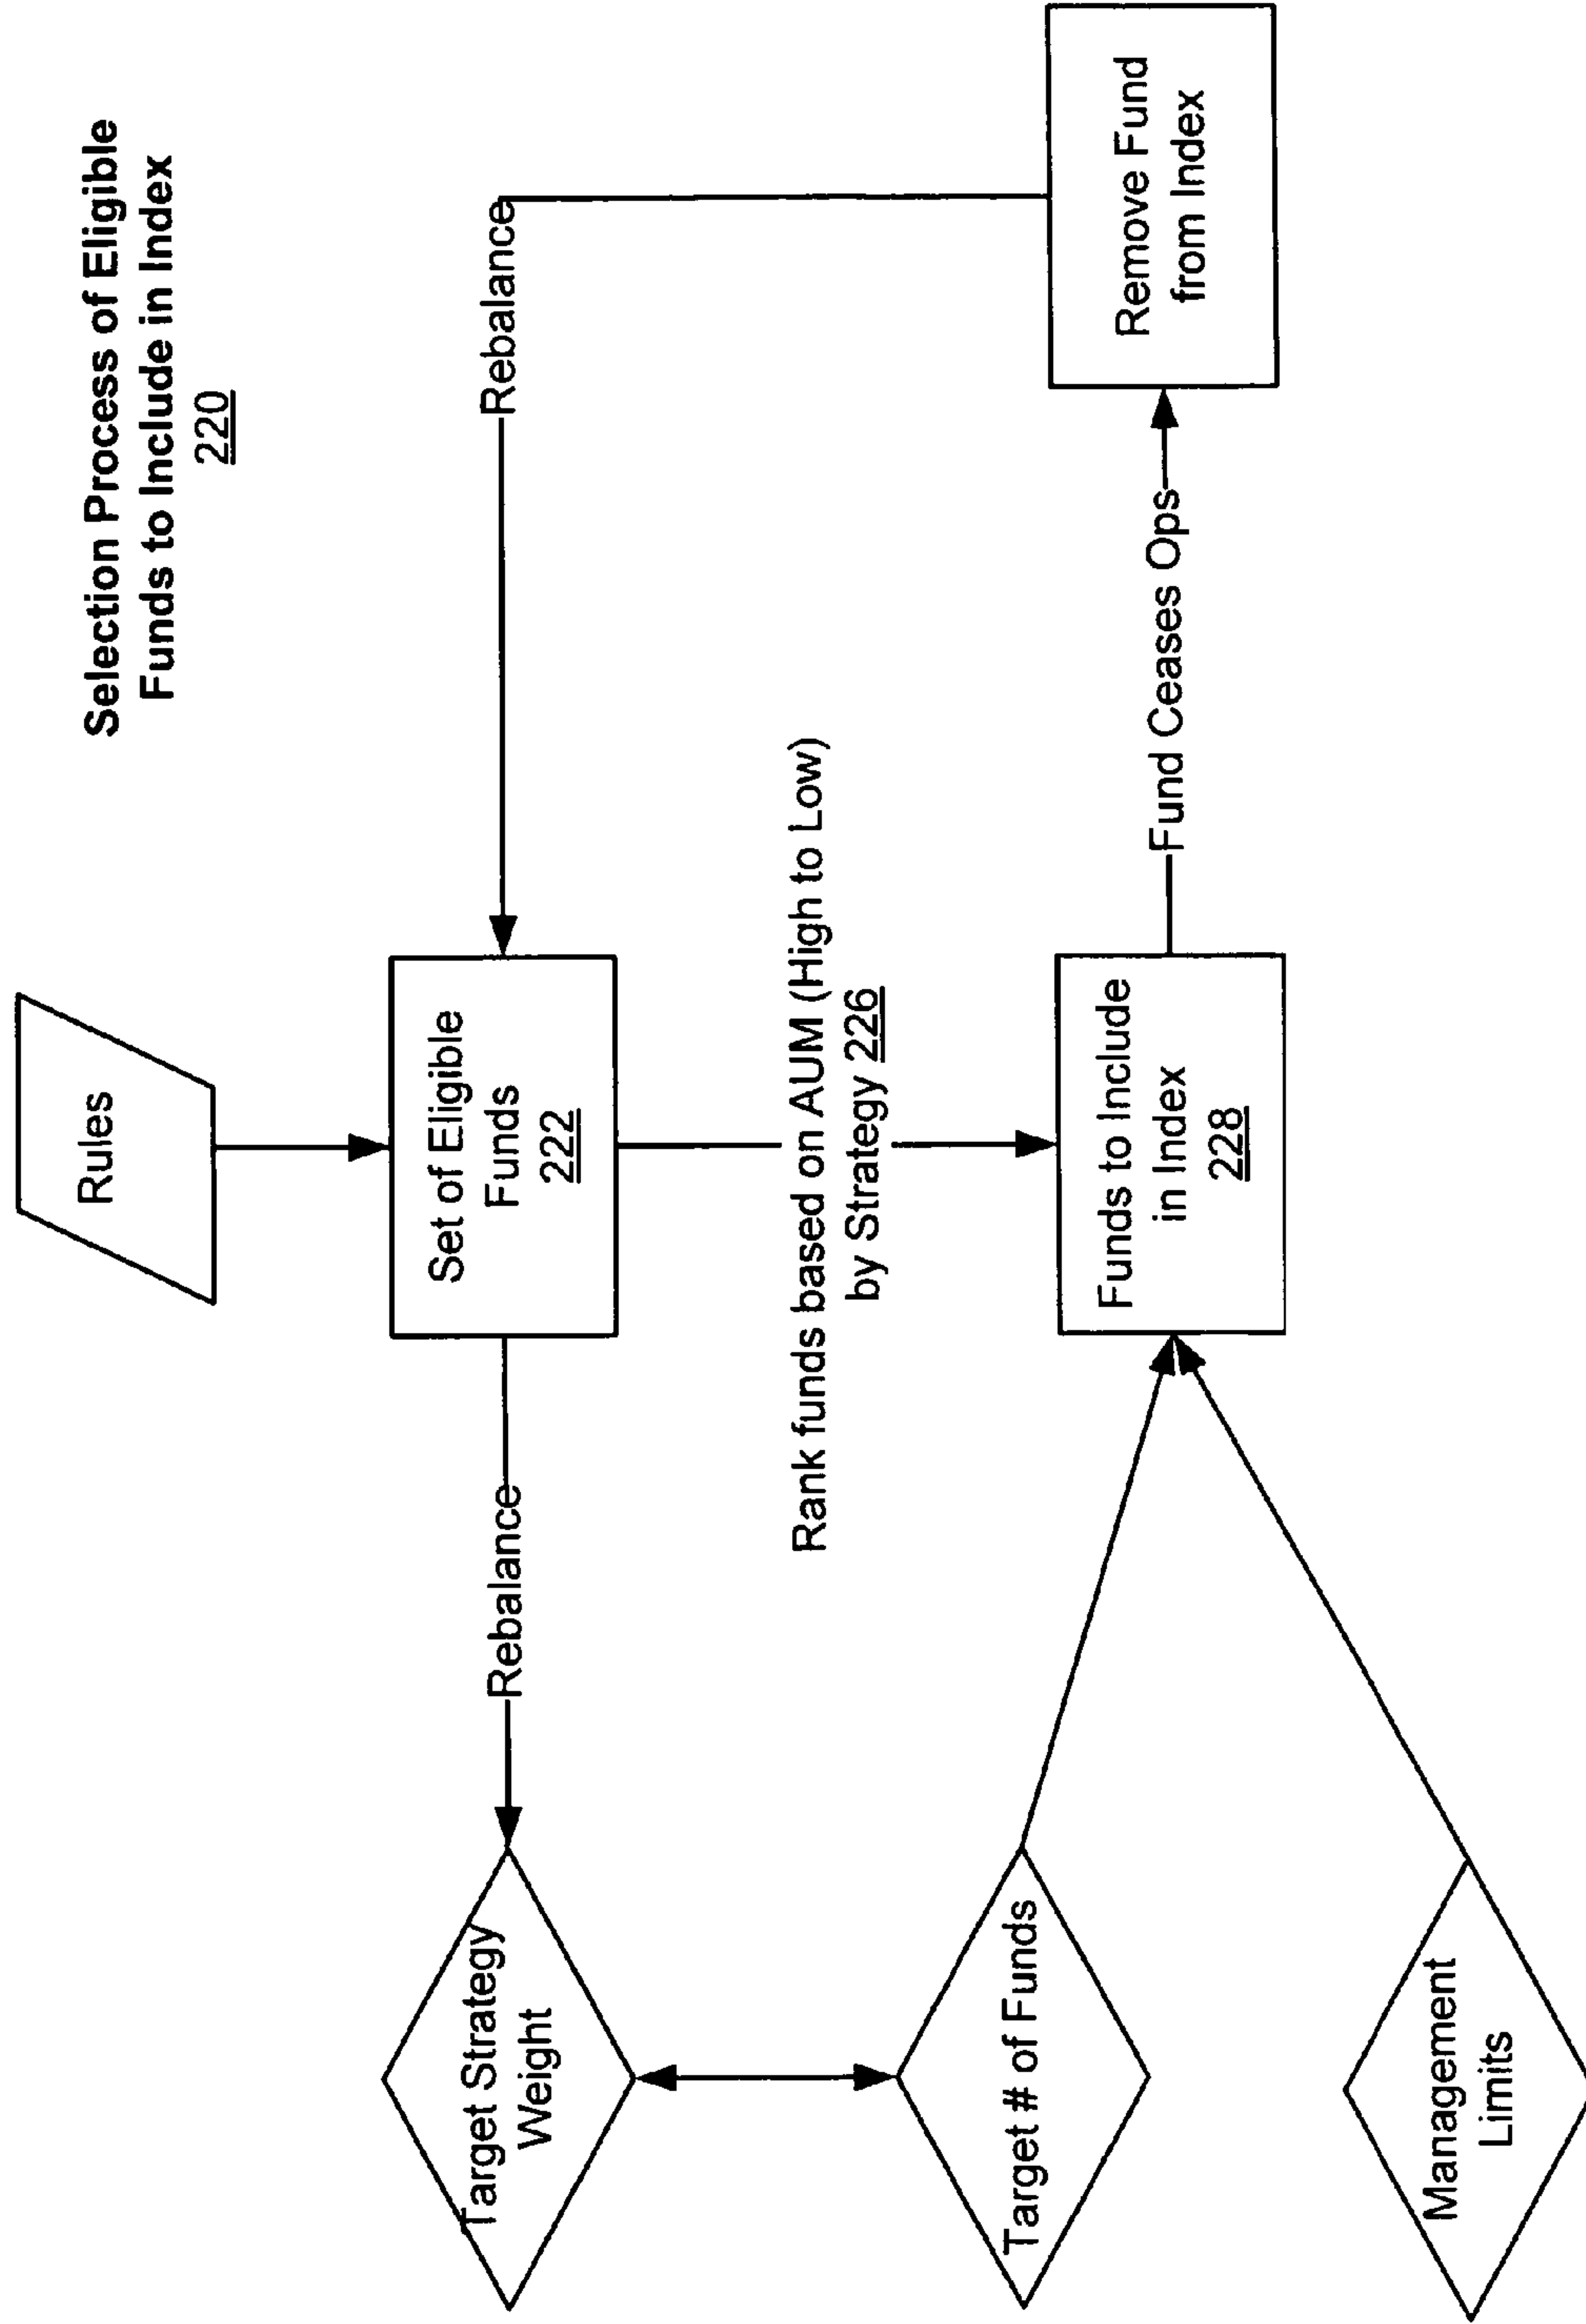 Selection Process of Eligible
Funds to Include in Index
220
Rules
Rebalance
Set of Eligible
Funds
222
Rebalance
Target Strategy
Weight
Rank funds based on AUM (High to Low)
by Strategy 226
Target # of Funds
Funds to Include
in Index
228
Fund Ceases Ops
Remove Fund
from Index
Management
Limits